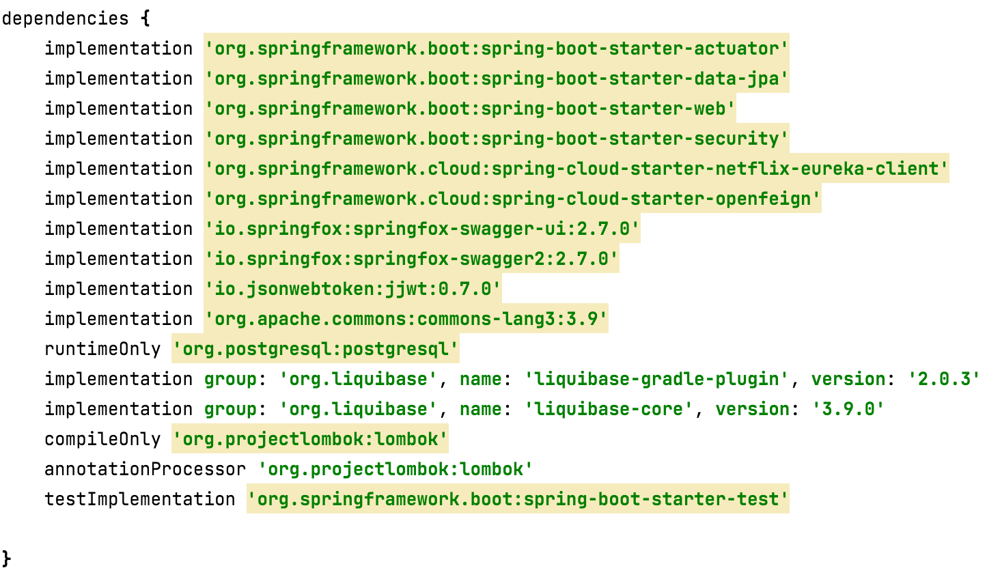 dependencies {
    implementation 'org.springframework.boot:spring-boot-starter-actuator'
    implementation 'org.springframework.boot:spring-boot-starter-data-jpa'
    implementation 'org.springframework.boot:spring-boot-starter-web'
    implementation 'org.springframework.boot:spring-boot-starter-security'
    implementation 'org.springframework.cloud:spring-cloud-starter-netflix-eureka-client'
    implementation 'org.springframework.cloud:spring-cloud-starter-openfeign'
    implementation 'io.springfox:springfox-swagger-ui:2.7.0'
    implementation 'io.springfox:springfox-swagger2:2.7.0'
    implementation 'io.jsonwebtoken:jjwt:0.7.0'
    implementation 'org.apache.commons:commons-lang3:3.9'
    runtimeOnly 'org.postgresql:postgresql'
    implementation group: 'org.liquibase', name: 'liquibase-gradle-plugin', version: '2.0.3'
    implementation group: 'org.liquibase', name: 'liquibase-core', version: '3.9.0'
    compileOnly 'org.projectlombok:lombok'
    annotationProcessor 'org.projectlombok:lombok'
    testImplementation 'org.springframework.boot:spring-boot-starter-test'
}